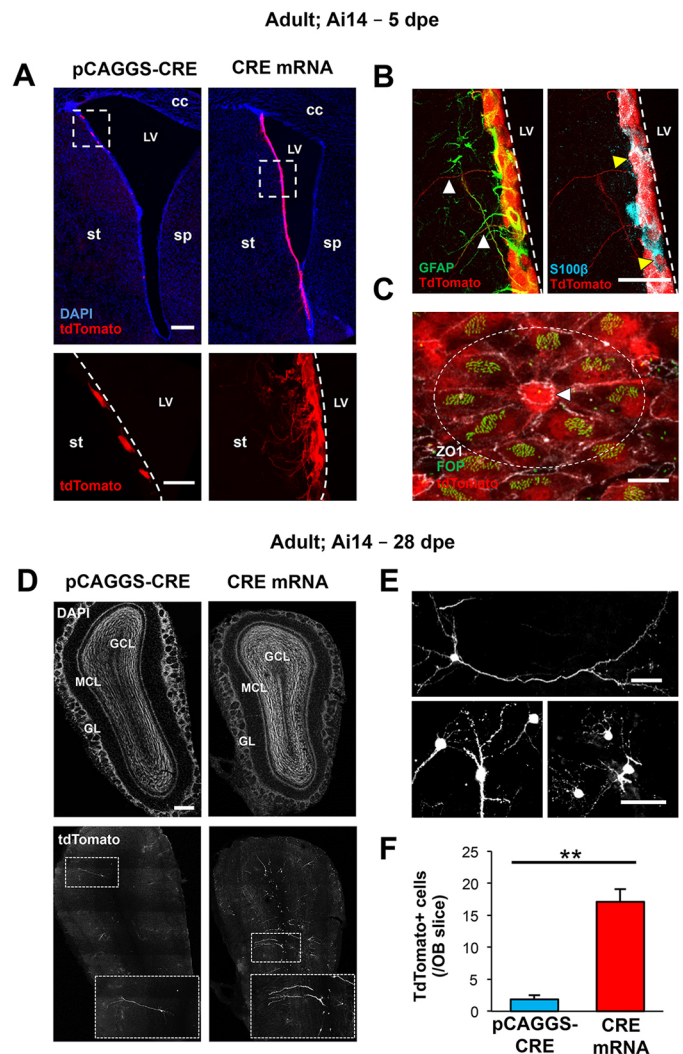 Adult; Ai14 – 5 dpe
A
pCAGGS-CRE
CRE mRNA
cc
LV
st
sp
DAPI
tdTomato
cc
LV
st
sp
LV
st
tdTomato
st
LV
B
LV
GFAP
TdTomato
LV
S100β
TdTomato
C
ZO1
FOP
tdTomato
Adult; Ai14 – 28 dpe
D
pCAGGS-CRE
CRE mRNA
DAPI
GCL
MCL
GL
GCL
MCL
GL
tdTomato
E
F
TdTomato+ cells
(/OB slice)
25
20
15
10
5
0
**
pCAGGS-
CRE
CRE
mRNA